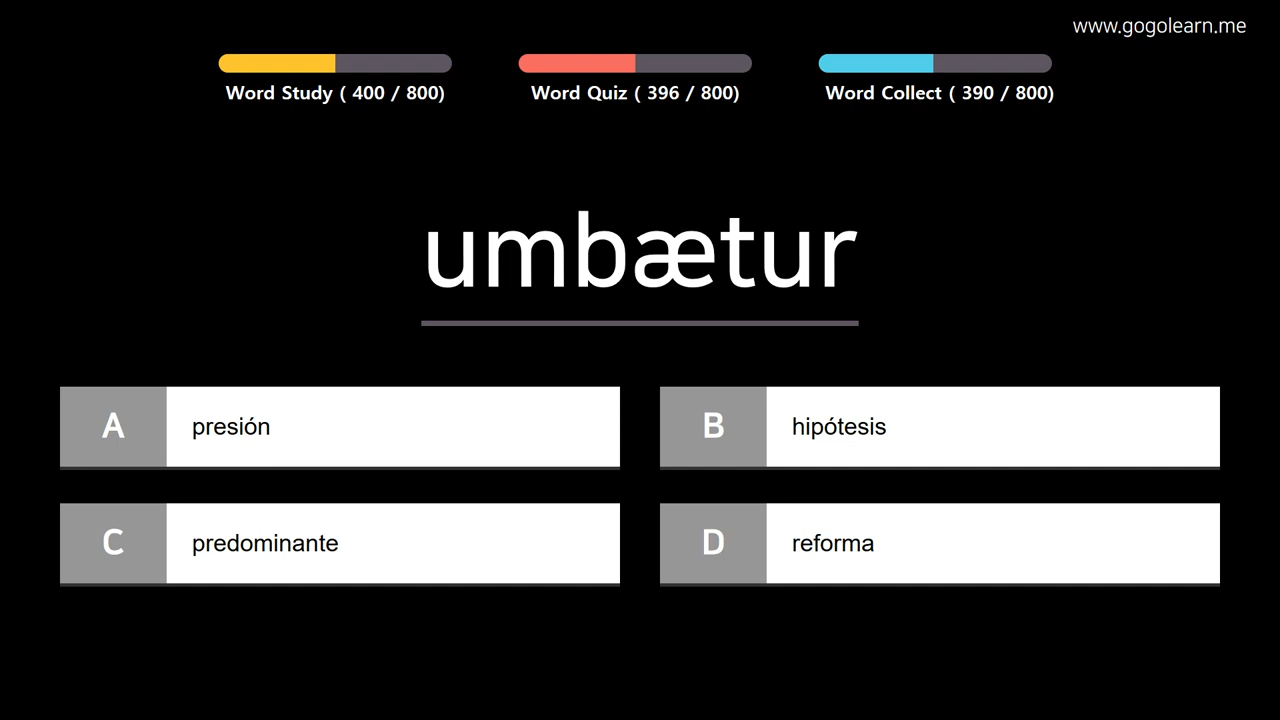 www.gogolearn.me
Word Study ( 400 / 800)
Word Quiz ( 396 / 800)
Word Collect ( 390 / 800)
umbætur
A presión
B hipótesis
C predominante
D reforma